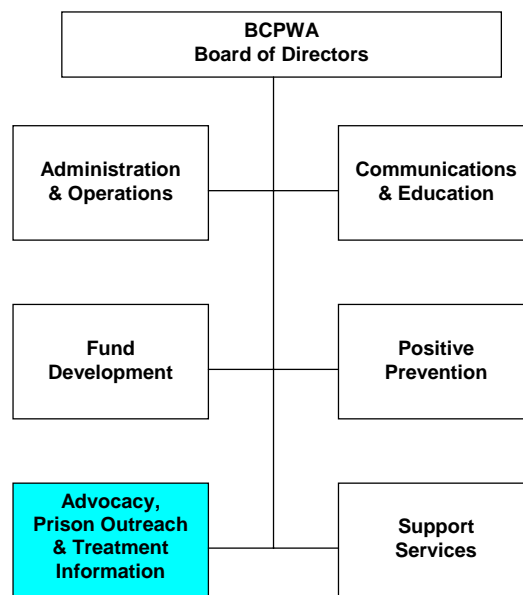 BCPWA
Board of Directors
Administration
& Operations
Communications
& Education
Fund
Development
Positive
Prevention
Advocacy,
Prison Outreach
& Treatment
Information
Support
Services